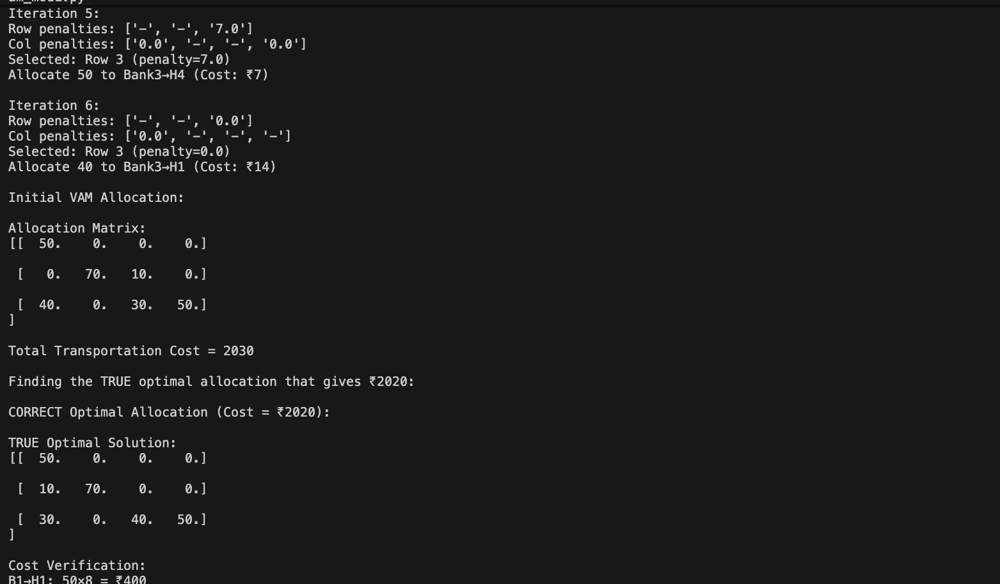 Iteration 5:
Row penalties: ['-', '-', '7.0']
Col penalties: ['0.0', '-', '-', '0.0']
Selected: Row 3 (penalty=7.0)
Allocate 50 to Bank3→H4 (Cost: ₹7)
Iteration 6:
Row penalties: ['-', '-', '0.0']
Col penalties: ['0.0', '-', '-', '-']
Selected: Row 3 (penalty=0.0)
Allocate 40 to Bank3→H1 (Cost: ₹14)
Initial VAM Allocation:
Allocation Matrix:
[[  50.    0.    0.    0.]
 [   0.   70.   10.    0.]
 [  40.    0.   30.   50.]
]
Total Transportation Cost = 2030
Finding the TRUE optimal allocation that gives ₹2020:
CORRECT Optimal Allocation (Cost = ₹2020):
TRUE Optimal Solution:
[[  50.    0.    0.    0.]
 [  10.   70.    0.    0.]
 [  30.    0.   40.   50.]
]
Cost Verification:
B1→H1: 50×8 = ₹400